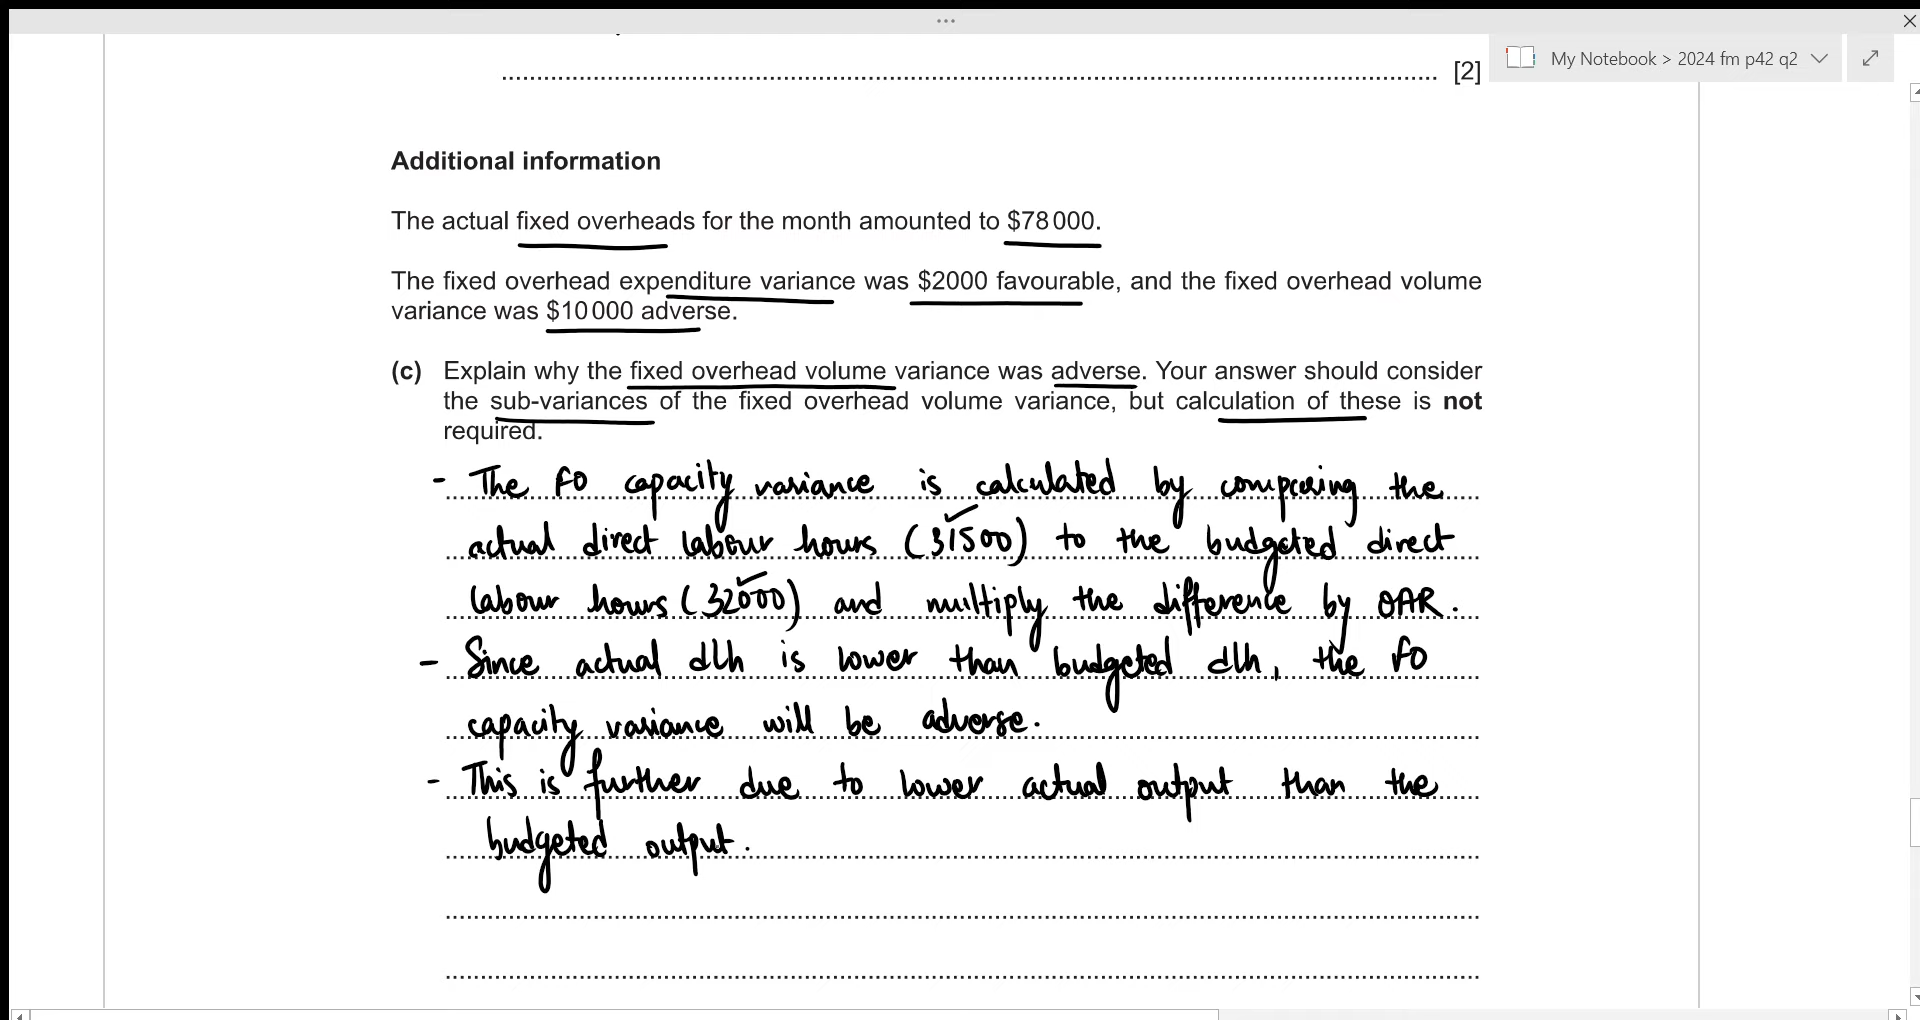 My Notebook > 2024 fm p42 q2
[2]
Additional information
The actual fixed overheads for the month amounted to $78 000.
The fixed overhead expenditure variance was $2000 favourable, and the fixed overhead volume
variance was $10 000 adverse.
(c) Explain why the fixed overhead volume variance was adverse. Your answer should consider
the sub-variances of the fixed overhead volume variance, but calculation of these is not
required.
- The FO capacity variance is calculated by comparing the
actual direct labour hours (31500) to the budgeted direct
labour hours (32000) and multiply the difference by OAR.
- Since actual dlh is lower than budgeted dlh, the FO
capacity variance will be adverse.
- This is further due to lower actual output than the
budgeted output.